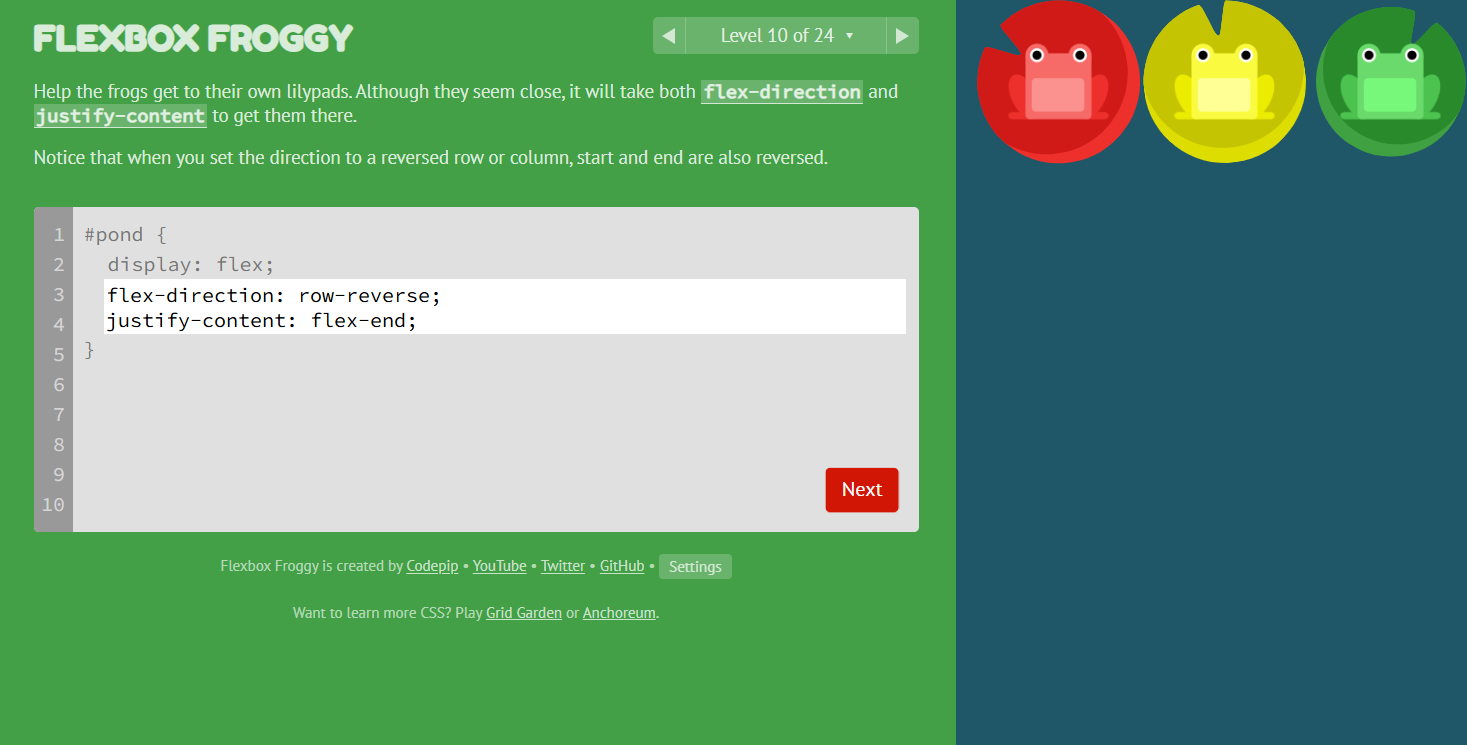 FLEXBOX FROGGY
◀ Level 10 of 24 ▼ ▶
Help the frogs get to their own lilypads. Although they seem close, it will take both flex-direction and
justify-content to get them there.
Notice that when you set the direction to a reversed row or column, start and end are also reversed.
1 #pond {
2 display: flex;
3 flex-direction: row-reverse;
4 justify-content: flex-end;
5 }
6
7
8
9
10
Next
Flexbox Froggy is created by Codepip • YouTube • Twitter • GitHub • Settings
Want to learn more CSS? Play Grid Garden or Anchoreum.